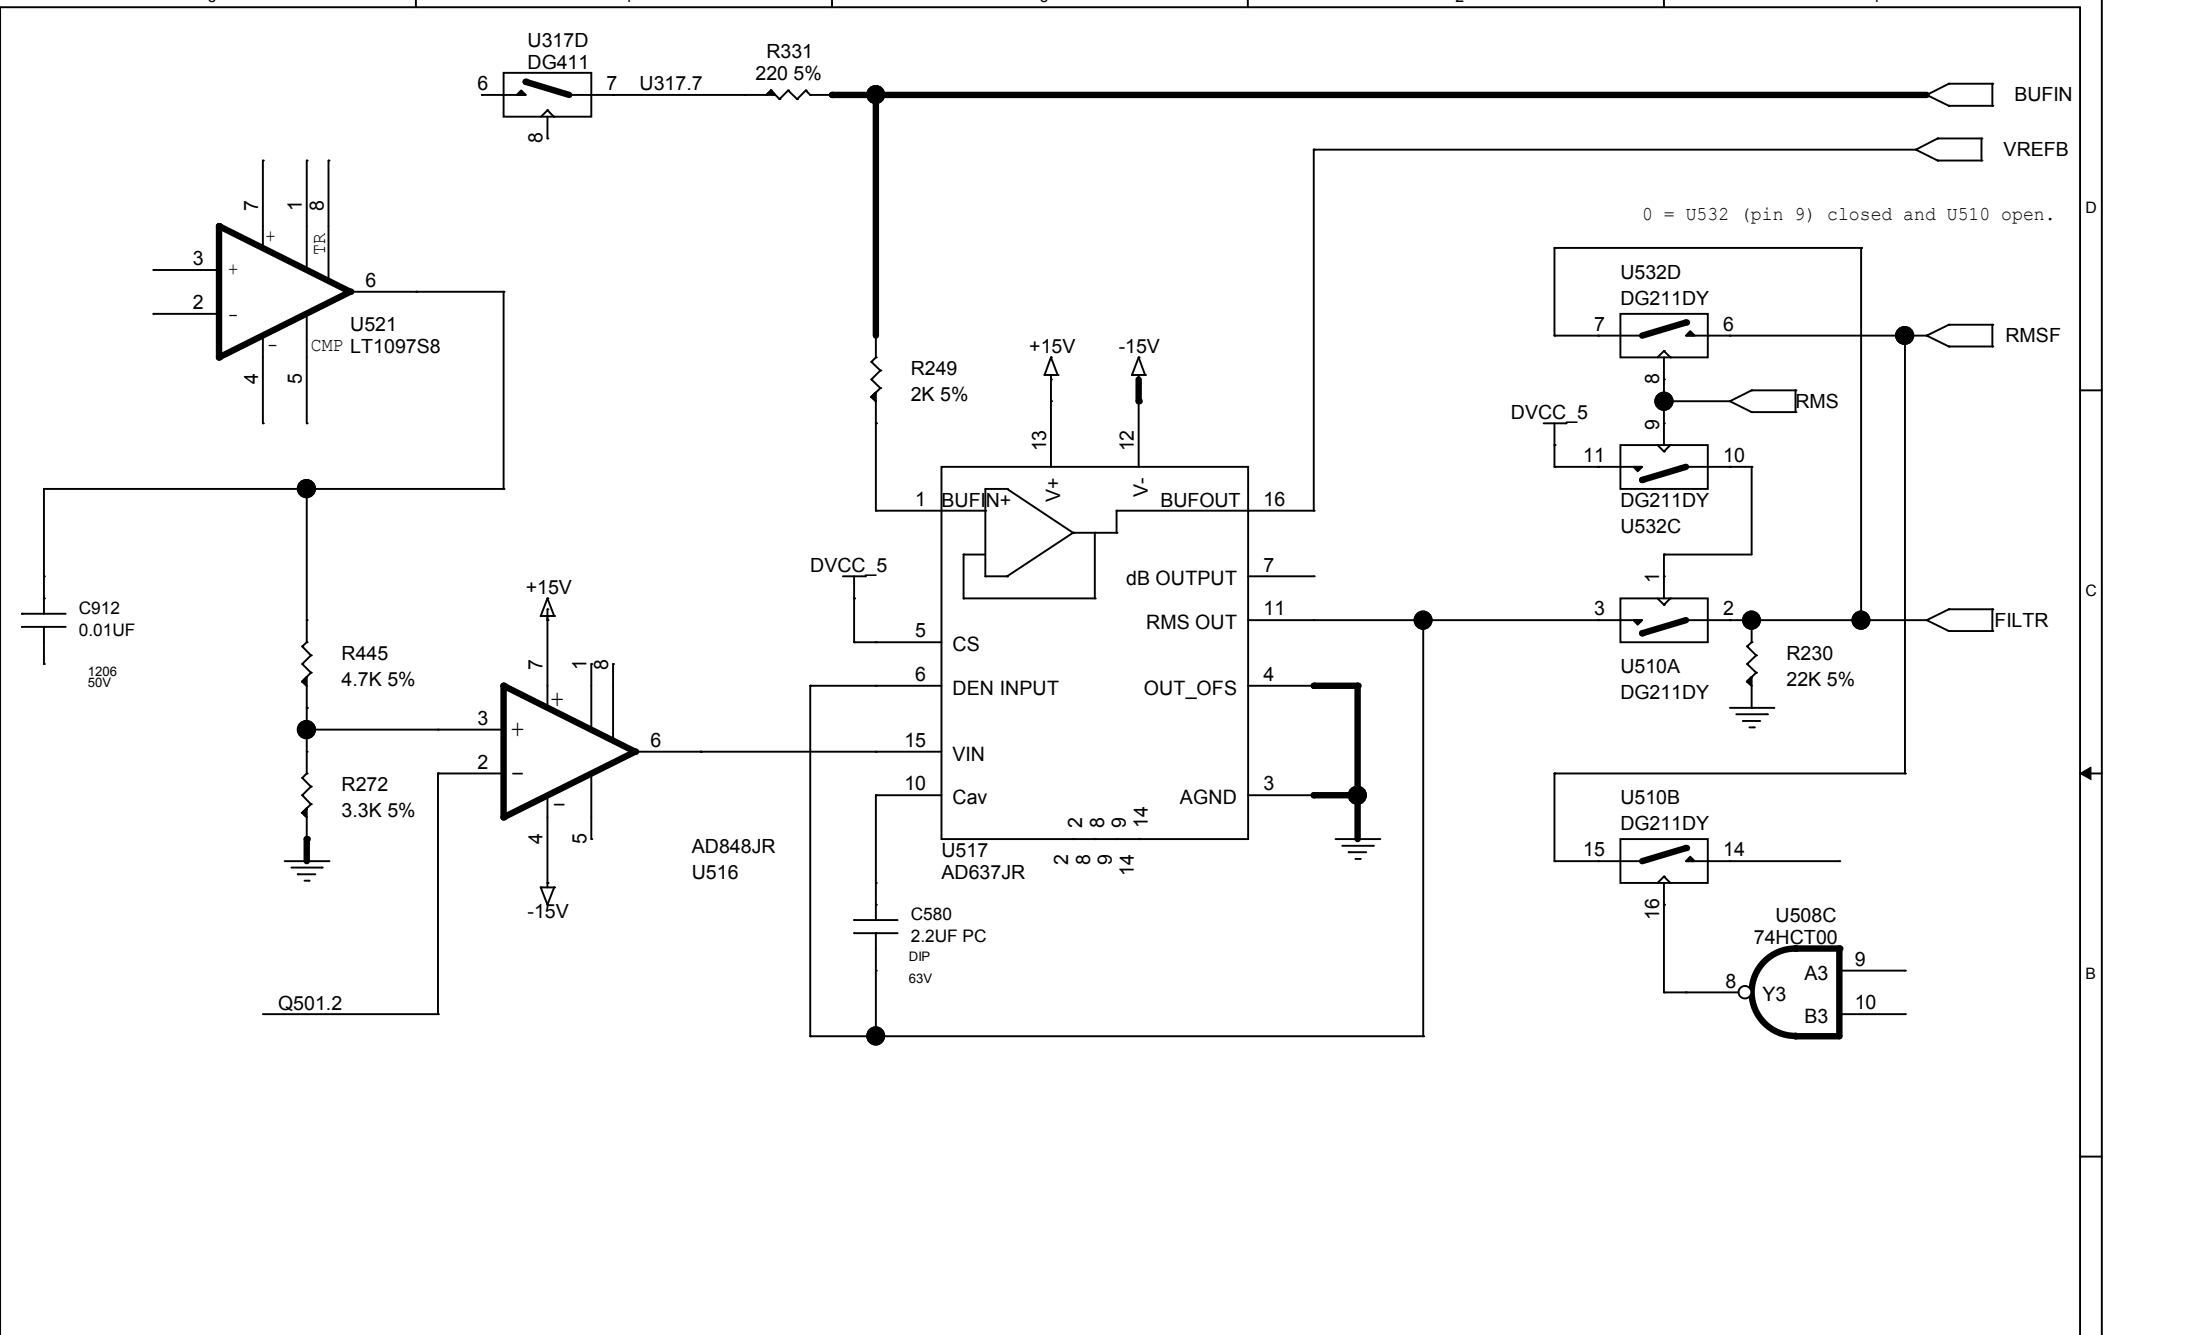 U317D
DG411
6
7
U317.7
8
R331
220 5%
BUFIN
VREFB
0 = U532 (pin 9) closed and U510 open.
D
7
1
8
TR
+
3
+
2
−
6
U521
CMP LT1097S8
−
4
5
R249
2K 5%
+15V
-15V
13
12
U532D
DG211DY
7
6
RMSF
8
RMS
DVCC_5
9
11
10
DG211DY
U532C
1
BUFIN+
V+
V-
BUFOUT
16
DVCC_5
dB OUTPUT
7
RMS OUT
11
5
CS
6
DEN INPUT
OUT_OFS
4
15
VIN
10
Cav
AGND
3
2
8
9
14
U517
AD637JR
2
8
9
14
1
3
2
FILTR
C
U510A
DG211DY
R230
22K 5%
C912
0.01UF
1206
50V
R445
4.7K 5%
R272
3.3K 5%
+15V
7
1
8
+
3
+
2
−
6
−
4
5
-15V
AD848JR
U516
C580
2.2UF PC
DIP
63V
Q501.2
U510B
DG211DY
15
14
16
U508C
74HCT00
8
Y3
A3
9
B3
10
B